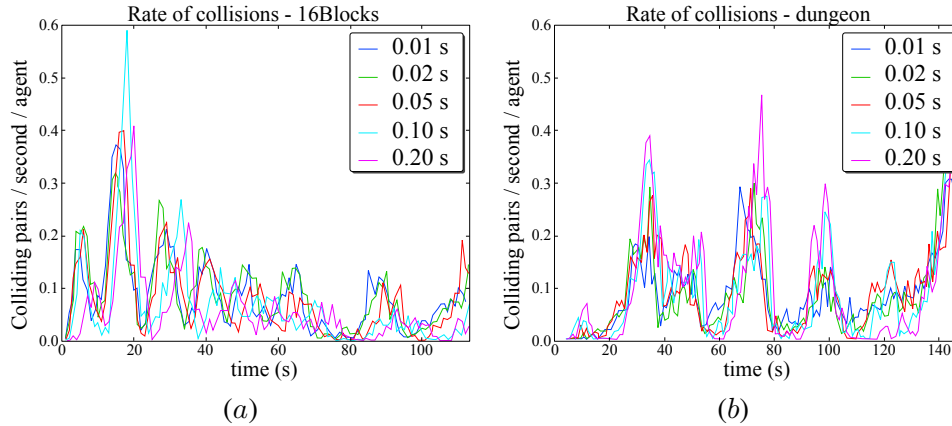 Rate of collisions - 16Blocks
Colliding pairs / second / agent
0.6
0.5
0.4
0.3
0.2
0.1
0.0
0.01 s
0.02 s
0.05 s
0.10 s
0.20 s
0 20 40 60 80 100
time (s)
(a)
Rate of collisions - dungeon
Colliding pairs / second / agent
0.6
0.5
0.4
0.3
0.2
0.1
0.0
0.01 s
0.02 s
0.05 s
0.10 s
0.20 s
0 20 40 60 80 100 120 140
time (s)
(b)